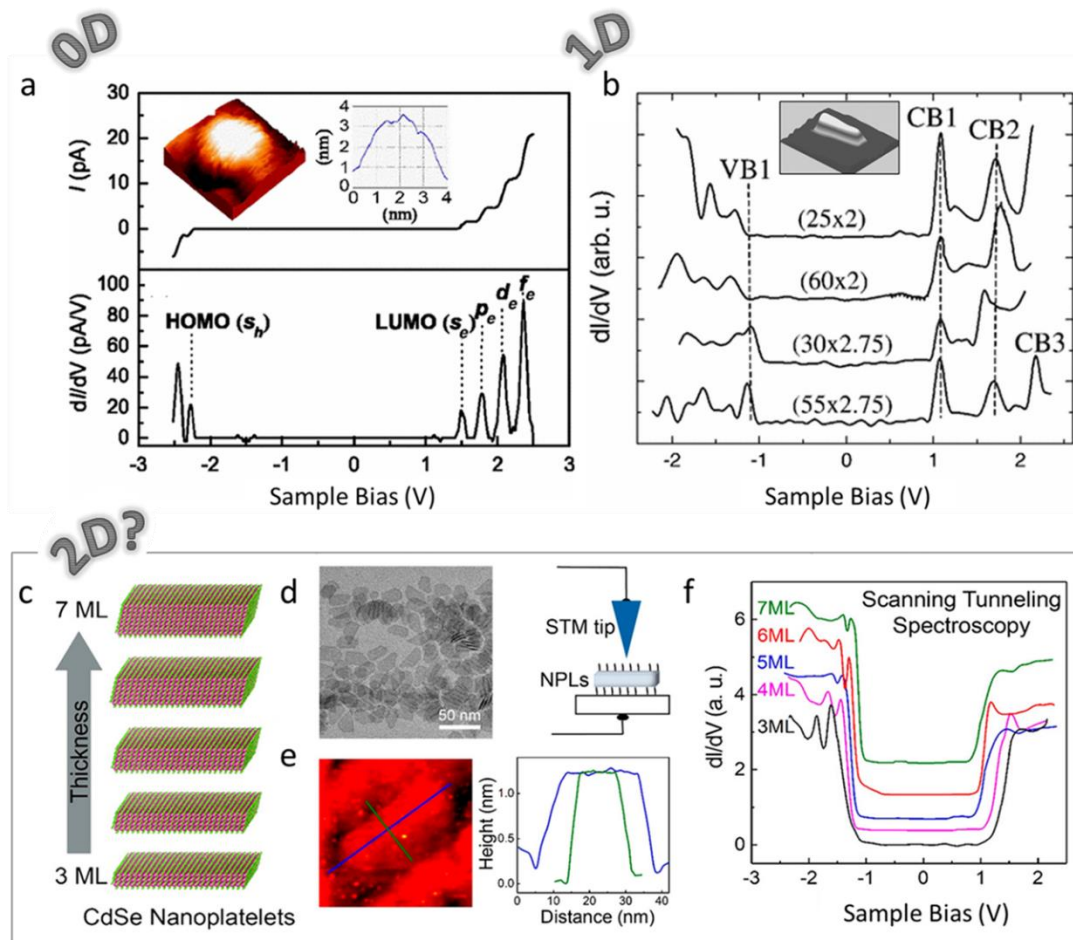 0D
1D
a
I (pA)
30
20
10
0
4
3
2
1
(nm)
0 1 2 3 4
(nm)
dI/dV (pA/V)
100
80
60
40
20
0
HOMO (sₕ)
LUMO (sₑ)
pₑ
dₑ
fₑ
-3 -2 -1 0 1 2 3
Sample Bias (V)
b
dI/dV (arb. u.)
VB1
CB1
CB2
(25x2)
(60x2)
(30x2.75)
CB3
(55x2.75)
-2 -1 0 1 2
Sample Bias (V)
2D?
c
7 ML
Thickness
3 ML
CdSe Nanoplatelets
d
50 nm
STM tip
NPLs
e
Height (nm)
1.0
0.5
0.0
0 10 20 30 40
Distance (nm)
f
Scanning Tunneling
Spectroscopy
dI/dV (a. u.)
6
4
2
0
7ML
6ML
5ML
4ML
3ML
-2 -1 0 1 2
Sample Bias (V)